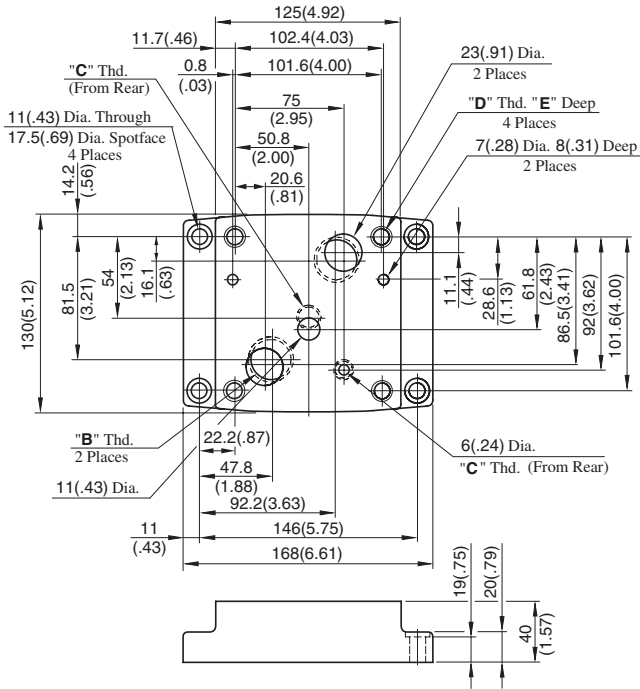 125(4.92)
11.7(.46)
102.4(4.03)
23(.91) Dia.
2 Places
"C" Thd.
(From Rear)
0.8
(.03)
101.6(4.00)
75
(2.95)
"D" Thd. "E" Deep
4 Places
11(.43) Dia. Through
17.5(.69) Dia. Spotface
4 Places
50.8
(2.00)
7(.28) Dia. 8(.31) Deep
2 Places
14.2
(.56)
20.6
(.81)
130(5.12)
81.5
(3.21)
54
(2.13)
16.1
(.63)
11.1
(.44)
28.6
(1.13)
61.8
(2.43)
86.5(3.41)
92(3.62)
101.6(4.00)
"B" Thd.
2 Places
22.2(.87)
6(.24) Dia.
"C" Thd. (From Rear)
11(.43) Dia.
47.8
(1.88)
92.2(3.63)
11
(.43)
146(5.75)
168(6.61)
19(.75)
20(.79)
40
(1.57)